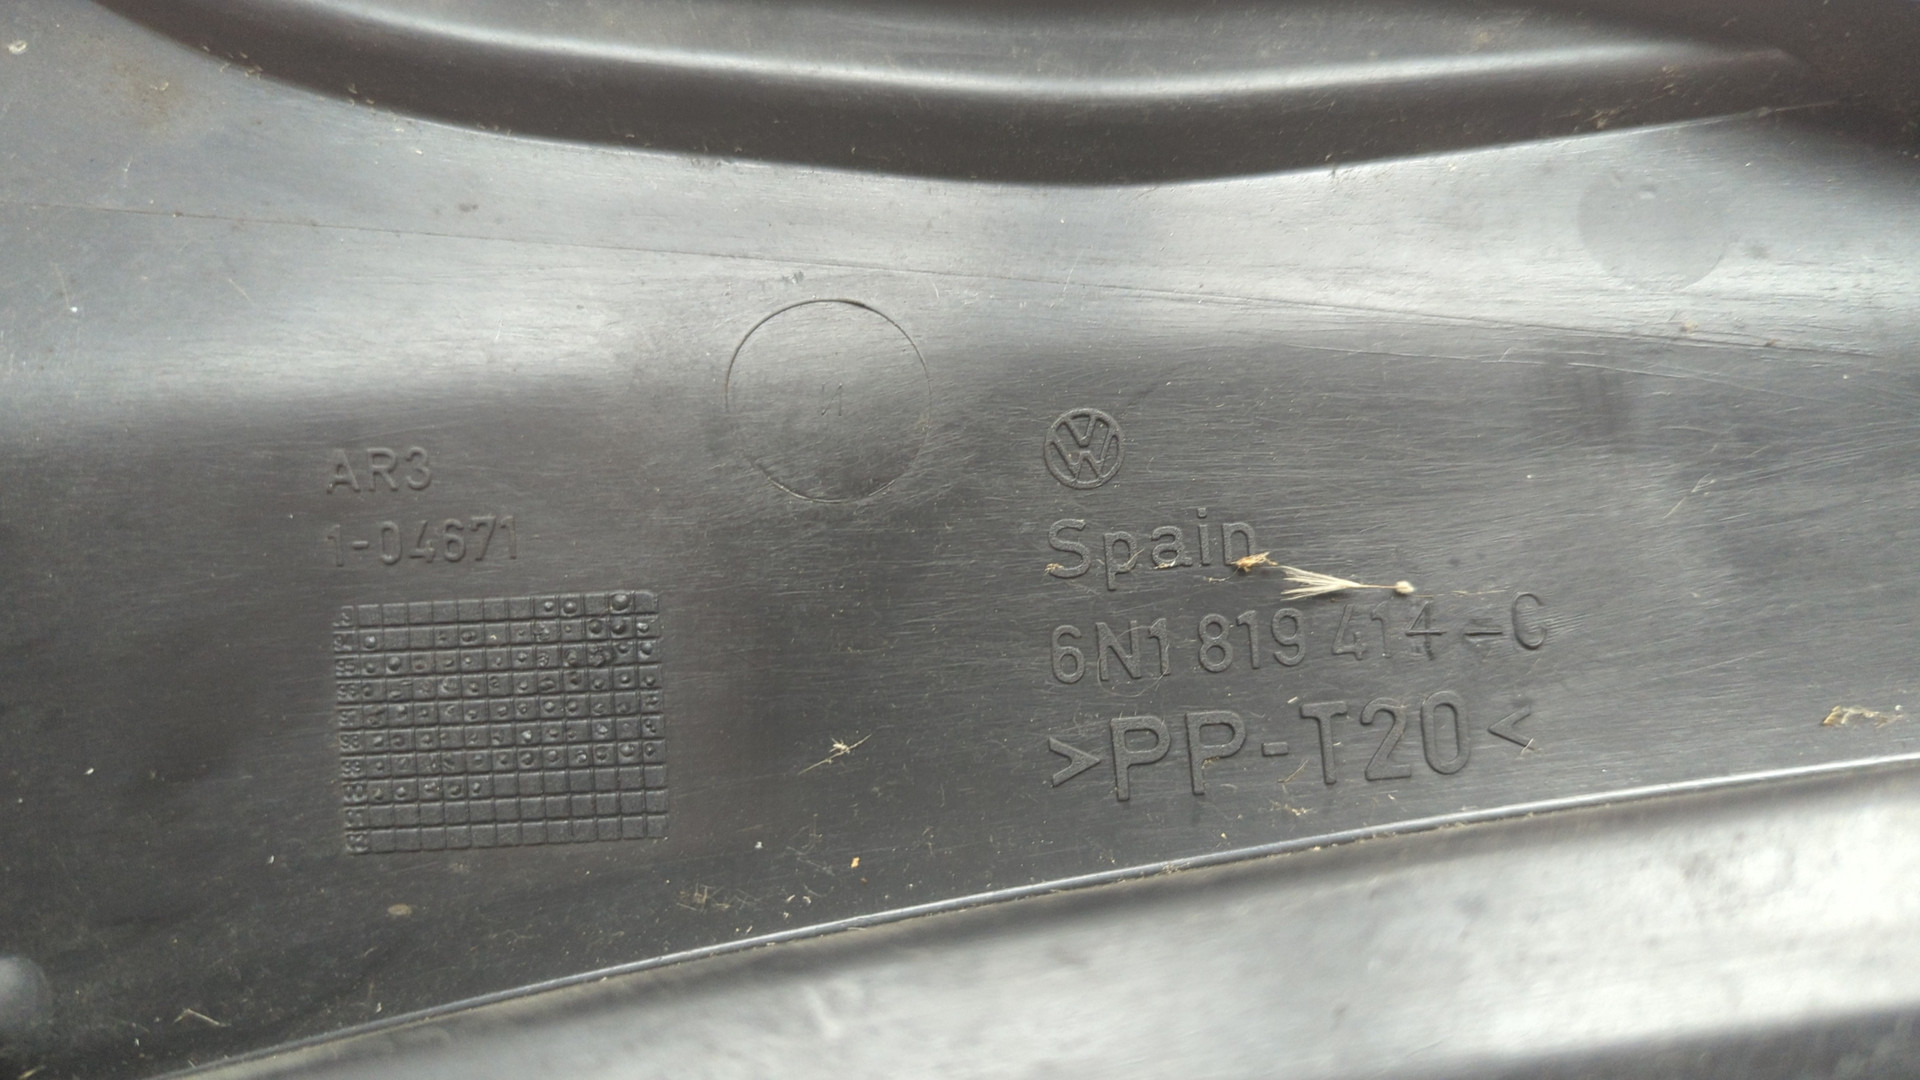 AR3
1-04671
Spain
6N1 819 414 - C
>PP-T20<